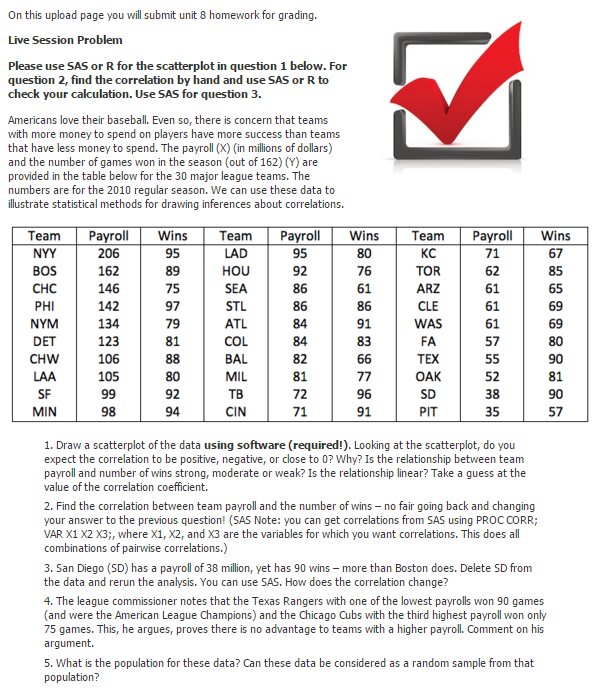 On this upload page you will submit unit 8 homework for grading.
Live Session Problem
Please use SAS or R for the scatterplot in question 1 below. For
question 2, find the correlation by hand and use SAS or R to
check your calculation. Use SAS for question 3.
Americans love their baseball. Even so, there is concern that teams
with more money to spend on players have more success than teams
that have less money to spend. The payroll (X) (in millions of dollars)
and the number of games won in the season (out of 162) (Y) are
provided in the table below for the 30 major league teams. The
numbers are for the 2010 regular season. We can use these data to
illustrate statistical methods for drawing inferences about correlations.
Team Payroll Wins Team Payroll Wins Team Payroll Wins
NYY 206 95 LAD 95 80 KC 71 67
BOS 162 89 HOU 92 76 TOR 62 85
CHC 146 75 SEA 86 61 ARZ 61 65
PHI 142 97 STL 86 86 CLE 61 69
NYM 134 79 ATL 84 91 WAS 61 69
DET 123 81 COL 84 83 FA 57 80
CHW 106 88 BAL 82 66 TEX 55 90
LAA 105 80 MIL 81 77 OAK 52 81
SF 99 92 TB 72 96 SD 38 90
MIN 98 94 CIN 71 91 PIT 35 57
1. Draw a scatterplot of the data using software (required!). Looking at the scatterplot, do you
expect the correlation to be positive, negative, or close to 0? Why? Is the relationship between team
payroll and number of wins strong, moderate or weak? Is the relationship linear? Take a guess at the
value of the correlation coefficient.
2. Find the correlation between team payroll and the number of wins – no fair going back and changing
your answer to the previous question! (SAS Note: you can get correlations from SAS using PROC CORR;
VAR X1 X2 X3;, where X1, X2, and X3 are the variables for which you want correlations. This does all
combinations of pairwise correlations.)
3. San Diego (SD) has a payroll of 38 million, yet has 90 wins – more than Boston does. Delete SD from
the data and rerun the analysis. You can use SAS. How does the correlation change?
4. The league commissioner notes that the Texas Rangers with one of the lowest payrolls won 90 games
(and were the American League Champions) and the Chicago Cubs with the third highest payroll won only
75 games. This, he argues, proves there is no advantage to teams with a higher payroll. Comment on his
argument.
5. What is the population for these data? Can these data be considered as a random sample from that
population?